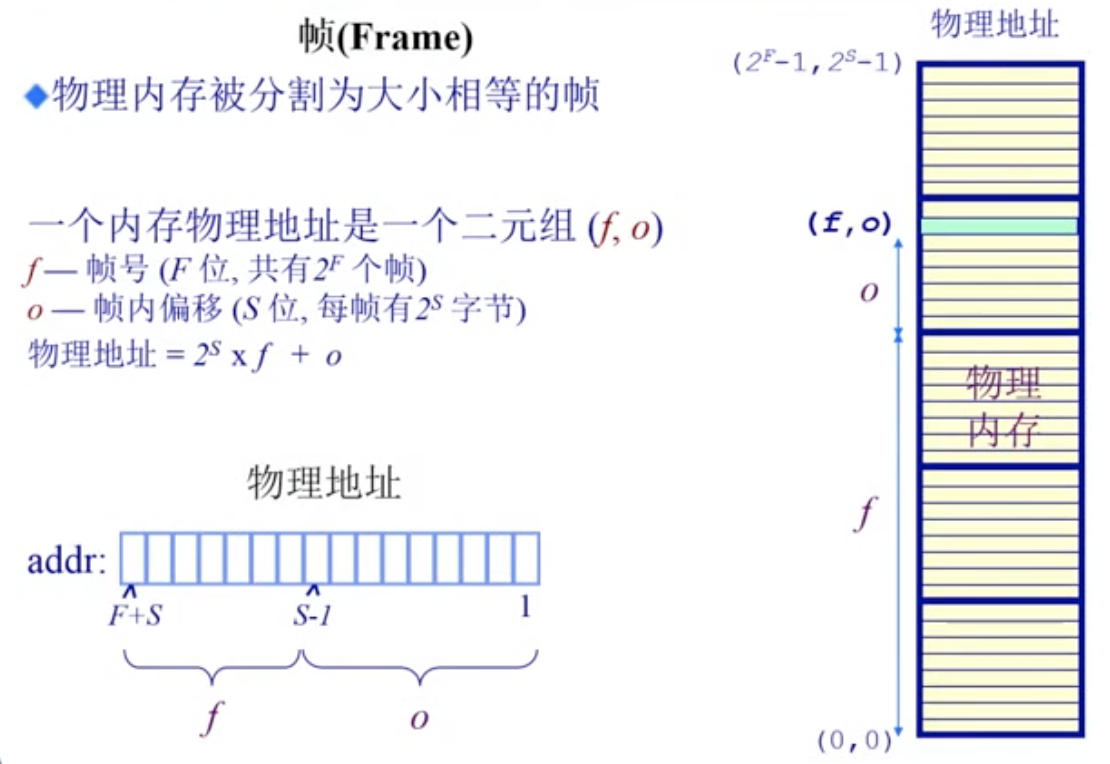 帧(Frame)
物理内存被分割为大小相等的帧
一个内存物理地址是一个二元组 (f, o)
f — 帧号 (F 位, 共有2^F 个帧)
o — 帧内偏移 (S 位, 每帧有2^S 字节)
物理地址 = 2^S x f + o
物理地址
addr:
F+S
S-1
1
f
o
物理地址
(2^F-1,2^S-1)
(f,o)
o
物理
内存
f
(0,0)